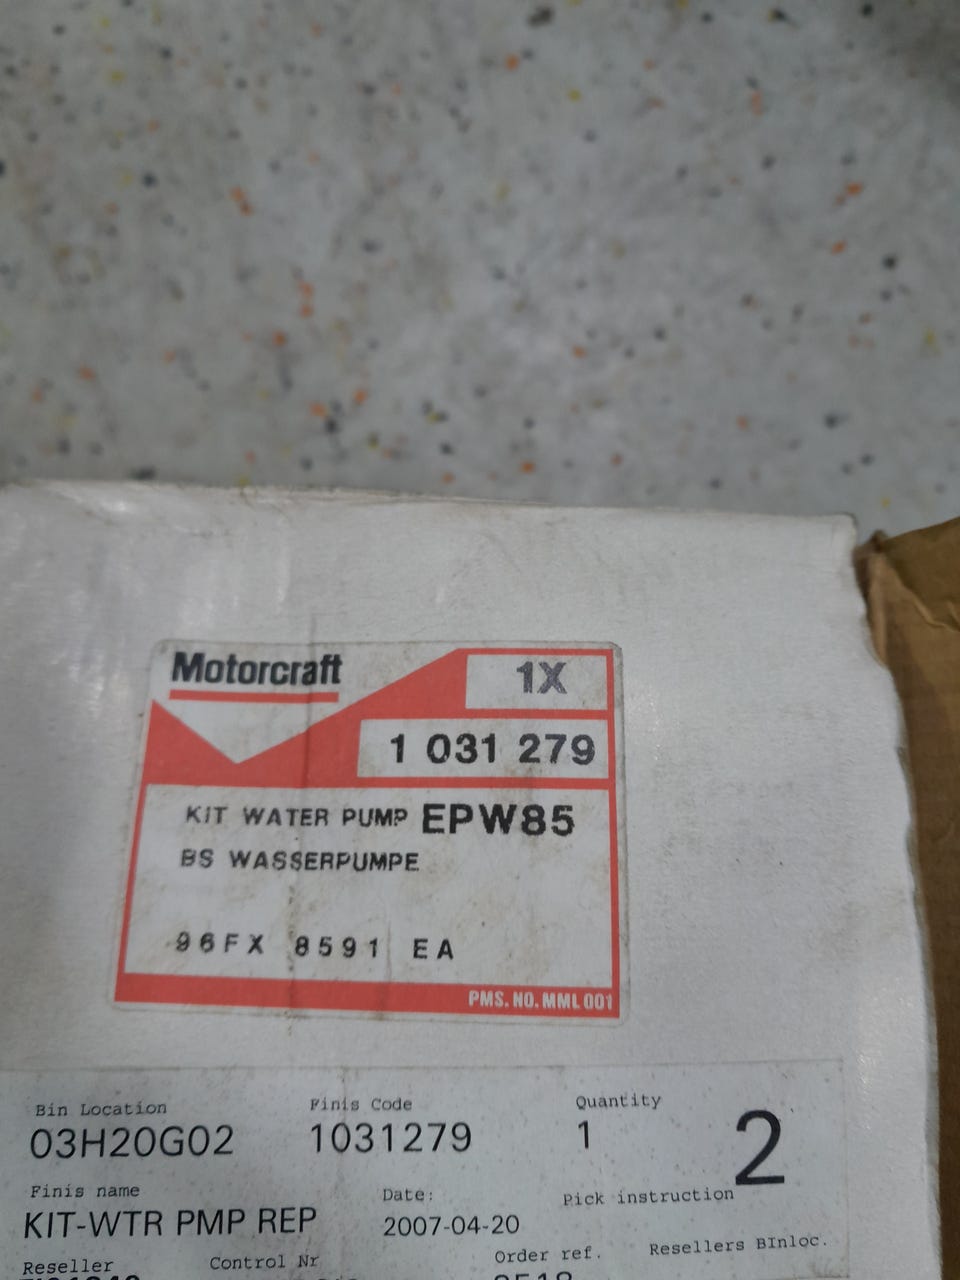 Motorcraft
1X
1 031 279
KIT WATER PUMP EPW85
BS WASSERPUMPE
96FX 8591 EA
PMS. NO. MML 001
Bin Location Finis Code Quantity
03H20G02 1031279 1 2
Finis name Date: Pick instruction
KIT-WTR PMP REP 2007-04-20
Reseller Control Nr Order ref. Resellers BInloc.